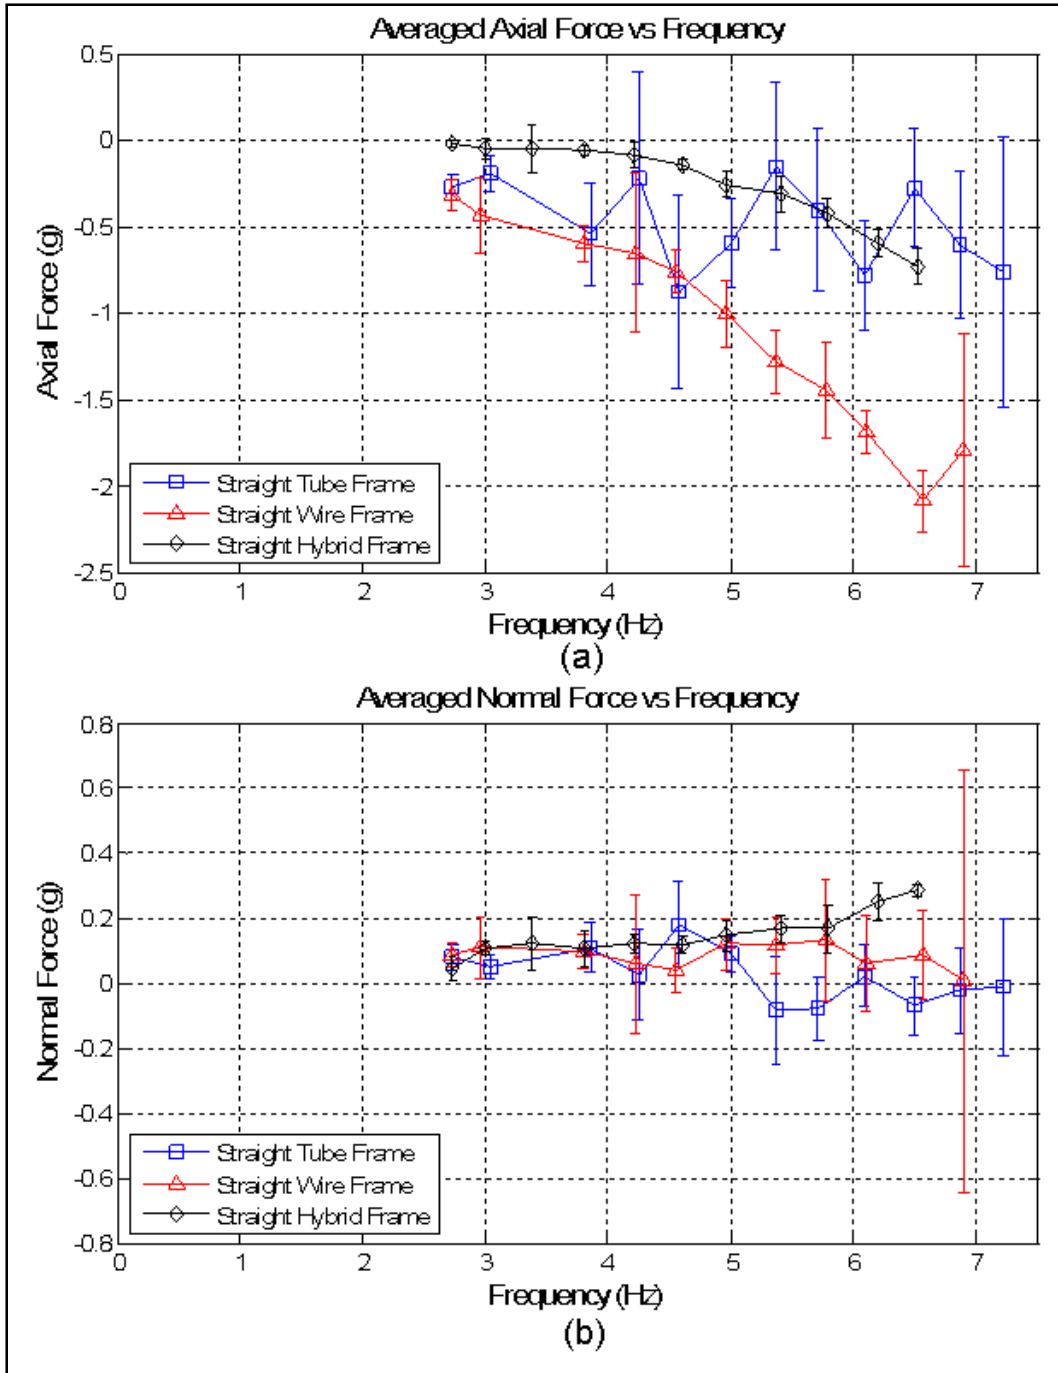 Averaged Axial Force vs Frequency
0.5
0
-0.5
-1
-1.5
-2
-2.5
Axial Force (g)
Straight Tube Frame
Straight Wire Frame
Straight Hybrid Frame
0 1 2 3 4 5 6 7
Frequency (Hz)
(a)
Averaged Normal Force vs Frequency
0.8
0.6
0.4
0.2
0
-0.2
-0.4
-0.6
-0.8
Normal Force (g)
Straight Tube Frame
Straight Wire Frame
Straight Hybrid Frame
0 1 2 3 4 5 6 7
Frequency (Hz)
(b)